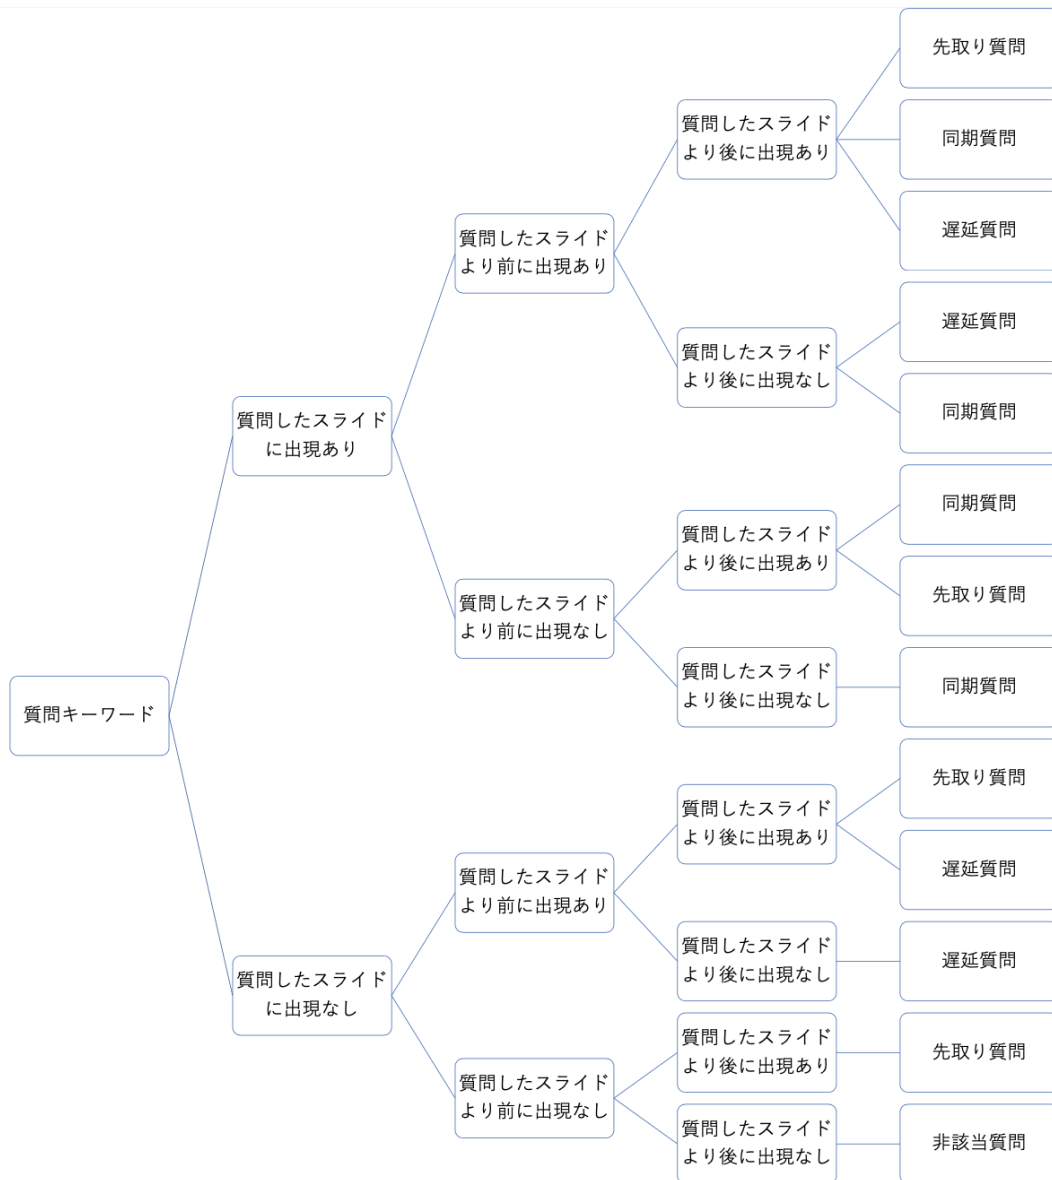 先取り質問
質問したスライド
より後に出現あり
同期質問
遅延質問
質問したスライド
より前に出現あり
遅延質問
質問したスライド
より後に出現なし
同期質問
質問したスライド
に出現あり
同期質問
質問したスライド
より後に出現あり
先取り質問
質問したスライド
より前に出現なし
質問したスライド
より後に出現なし
同期質問
質問キーワード
先取り質問
質問したスライド
より後に出現あり
遅延質問
質問したスライド
より前に出現あり
質問したスライド
より後に出現なし
遅延質問
質問したスライド
に出現なし
質問したスライド
より後に出現あり
先取り質問
質問したスライド
より前に出現なし
質問したスライド
より後に出現なし
非該当質問